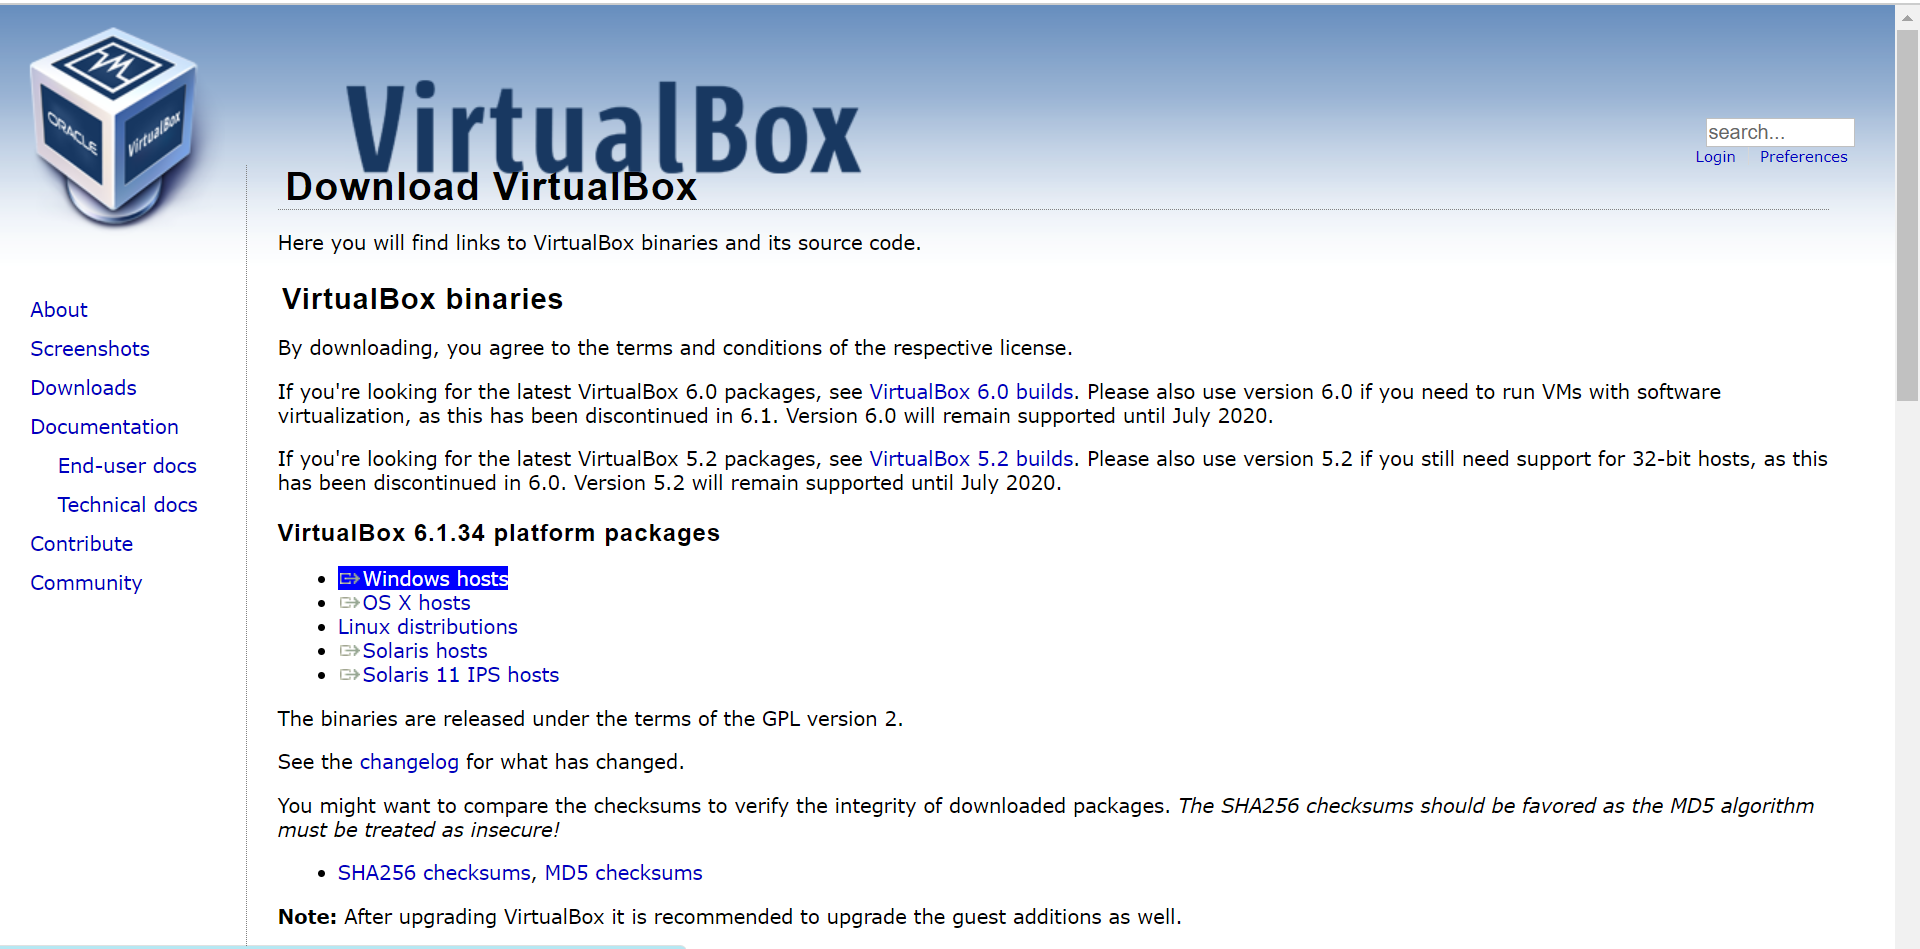 ORACLE
VirtualBox
VirtualBox
search...
Login Preferences
Download VirtualBox
Here you will find links to VirtualBox binaries and its source code.
About
Screenshots
Downloads
Documentation
End-user docs
Technical docs
Contribute
Community
VirtualBox binaries
By downloading, you agree to the terms and conditions of the respective license.
If you're looking for the latest VirtualBox 6.0 packages, see VirtualBox 6.0 builds. Please also use version 6.0 if you need to run VMs with software
virtualization, as this has been discontinued in 6.1. Version 6.0 will remain supported until July 2020.
If you're looking for the latest VirtualBox 5.2 packages, see VirtualBox 5.2 builds. Please also use version 5.2 if you still need support for 32-bit hosts, as this
has been discontinued in 6.0. Version 5.2 will remain supported until July 2020.
VirtualBox 6.1.34 platform packages
Windows hosts
OS X hosts
Linux distributions
Solaris hosts
Solaris 11 IPS hosts
The binaries are released under the terms of the GPL version 2.
See the changelog for what has changed.
You might want to compare the checksums to verify the integrity of downloaded packages. The SHA256 checksums should be favored as the MD5 algorithm
must be treated as insecure!
SHA256 checksums, MD5 checksums
Note: After upgrading VirtualBox it is recommended to upgrade the guest additions as well.